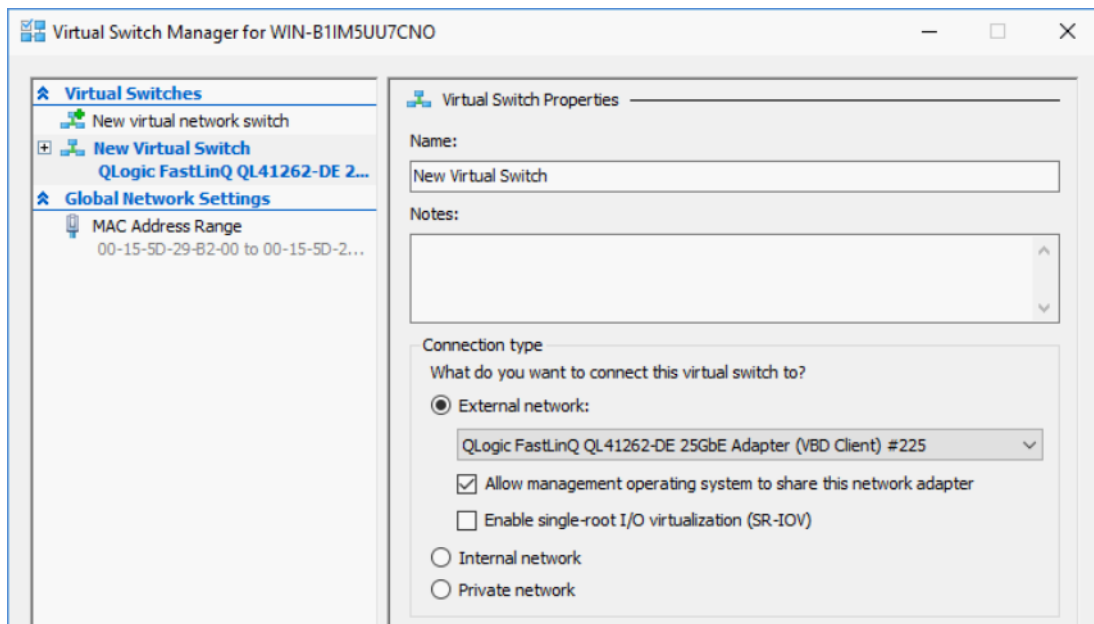 Virtual Switch Manager for WIN-B1IM5UU7CNO
Virtual Switches
New virtual network switch
New Virtual Switch
QLogic FastLinQ QL41262-DE 2...
Global Network Settings
MAC Address Range
00-15-5D-29-B2-00 to 00-15-5D-2...
Virtual Switch Properties
Name:
New Virtual Switch
Notes:
Connection type
What do you want to connect this virtual switch to?
External network:
QLogic FastLinQ QL41262-DE 25GbE Adapter (VBD Client) #225
Allow management operating system to share this network adapter
Enable single-root I/O virtualization (SR-IOV)
Internal network
Private network